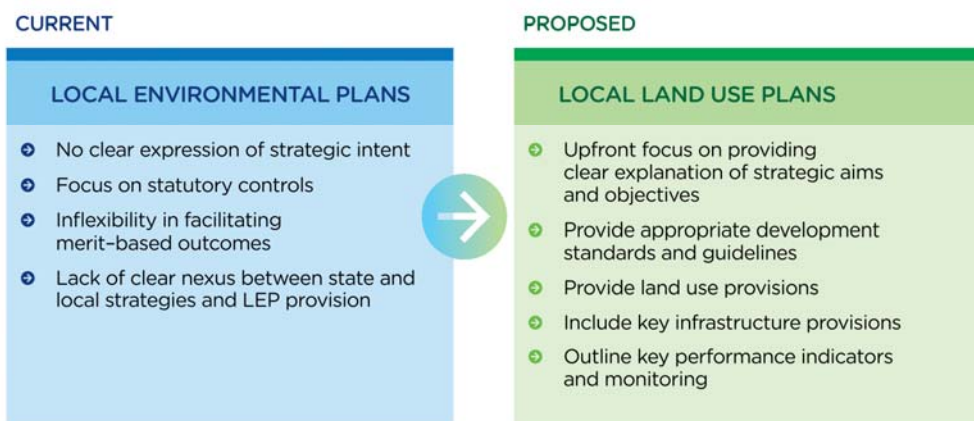 CURRENT
LOCAL ENVIRONMENTAL PLANS
No clear expression of strategic intent
Focus on statutory controls
Inflexibility in facilitating
merit–based outcomes
Lack of clear nexus between state and
local strategies and LEP provision
PROPOSED
LOCAL LAND USE PLANS
Upfront focus on providing
clear explanation of strategic aims
and objectives
Provide appropriate development
standards and guidelines
Provide land use provisions
Include key infrastructure provisions
Outline key performance indicators
and monitoring